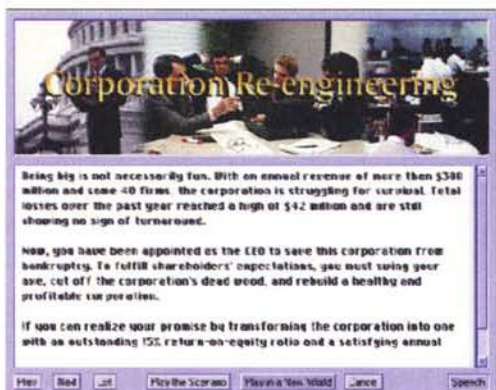 Corporation Re-engineering
Being big is not necessarily fun. With an annual revenue of more then $300
million and some 40 firms, the corporation is struggling for survival. Total
losses over the past year reached a high of $42 million and are still
showing no sign of turnaround.
Now, you have been appointed as the CEO to save this corporation from
bankruptcy. To fulfill shareholders' expectations, you must swing your
axe, cut off the corporation's dead wood, and rebuild a healthy and
profitable corporation.
If you can realize your promise by transforming the corporation into one
with an outstanding 15% return-on-equity ratio and a satisfying annual
Prev Next List Play the Scenario Play in a New World Cancel Speech